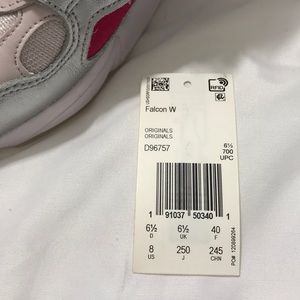 RFID
Falcon W
ORIGINALS
ORIGINALS
D96757
6½
700
UPC
1 91037 50340 1
6½ 6½ 40
D UK F
8 250 245
US J CHN